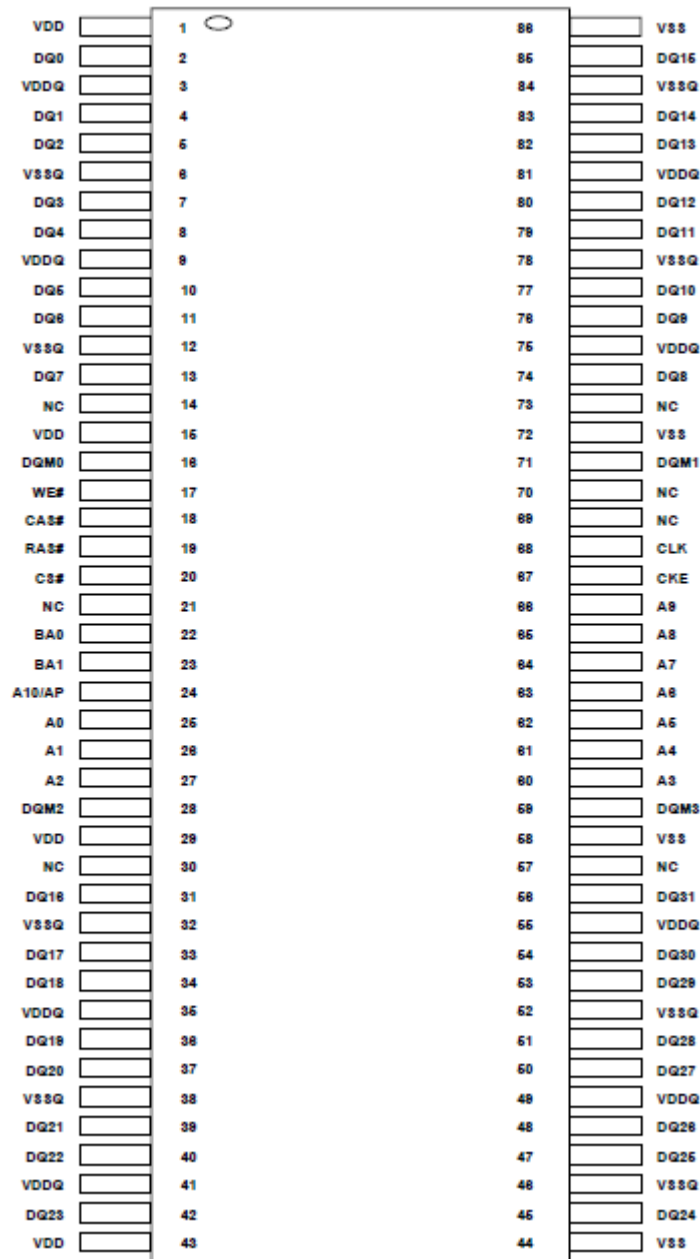 VDD 1 86 VSS
DQ0 2 85 DQ15
VDDQ 3 84 VSSQ
DQ1 4 83 DQ14
DQ2 5 82 DQ13
VSSQ 6 81 VDDQ
DQ3 7 80 DQ12
DQ4 8 79 DQ11
VDDQ 9 78 VSSQ
DQ5 10 77 DQ10
DQ6 11 76 DQ9
VSSQ 12 75 VDDQ
DQ7 13 74 DQ8
NC 14 73 NC
VDD 15 72 VSS
DQM0 16 71 DQM1
WE# 17 70 NC
CAS# 18 69 NC
RAS# 19 68 CLK
CS# 20 67 CKE
NC 21 66 A9
BA0 22 65 A8
BA1 23 64 A7
A10/AP 24 63 A6
A0 25 62 A5
A1 26 61 A4
A2 27 60 A3
DQM2 28 59 DQM3
VDD 29 58 VSS
NC 30 57 NC
DQ16 31 56 DQ31
VSSQ 32 55 VDDQ
DQ17 33 54 DQ30
DQ18 34 53 DQ29
VDDQ 35 52 VSSQ
DQ19 36 51 DQ28
DQ20 37 50 DQ27
VSSQ 38 49 VDDQ
DQ21 39 48 DQ26
DQ22 40 47 DQ25
VDDQ 41 46 VSSQ
DQ23 42 45 DQ24
VDD 43 44 VSS